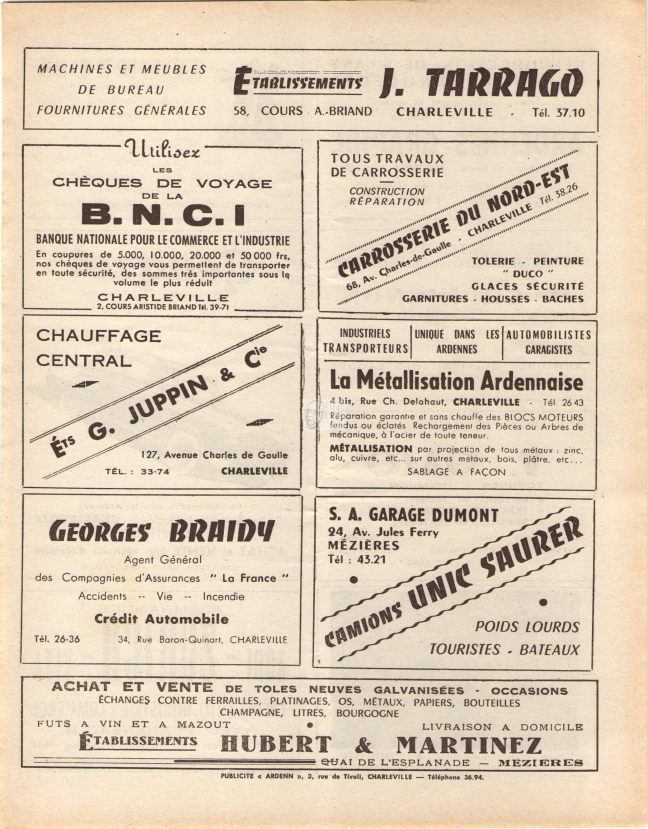 MACHINES ET MEUBLES
DE BUREAU
FOURNITURES GÉNÉRALES
ÉTABLISSEMENTS J. TARRAGO
58, COURS A.-BRIAND CHARLEVILLE - Tél. 37.10
Utilisez
LES
CHÈQUES DE VOYAGE
DE LA
B.N.C.I
BANQUE NATIONALE POUR LE COMMERCE ET L'INDUSTRIE
En coupures de 5.000, 10.000, 20.000 et 50 000 frs,
nos chèques de voyage vous permettent de transporter
en toute sécurité, des sommes très importantes sous le
volume le plus réduit
CHARLEVILLE
2, COURS ARISTIDE BRIAND Tél. 39-71
TOUS TRAVAUX
DE CARROSSERIE
CONSTRUCTION
RÉPARATION
CARROSSERIE DU NORD-EST
68, Av. Charles-de-Gaulle - CHARLEVILLE Tél. 38.26
TOLERIE - PEINTURE
"DUCO"
GLACES SÉCURITÉ
GARNITURES - HOUSSES - BACHES
CHAUFFAGE
CENTRAL
Éts G. JUPPIN & Cie
127, Avenue Charles de Gaulle
TÉL. : 33-74 CHARLEVILLE
INDUSTRIELS
TRANSPORTEURS
UNIQUE DANS LES
ARDENNES
AUTOMOBILISTES
GARAGISTES
La Métallisation Ardennaise
4 bis, Rue Ch. Delahaut, CHARLEVILLE - Tél. 26 43
Réparation garantie et sans chauffe des BLOCS MOTEURS
fendus ou éclatés Rechargement des Pièces ou Arbres de
mécanique, à l'acier de toute teneur.
MÉTALLISATION par projection de tous métaux : zinc,
alu, cuivre, etc... sur autres métaux, bois, plâtre, etc...
SABLAGE A FAÇON
GEORGES BRAIDY
Agent Général
des Compagnies d'Assurances " La France "
Accidents -- Vie -- Incendie
Crédit Automobile
Tél. 26-36 34, Rue Baron-Quinart, CHARLEVILLE
S. A. GARAGE DUMONT
24, Av. Jules Ferry
MÉZIÈRES
Tél : 43.21
CAMIONS UNIC SAURER
POIDS LOURDS
TOURISTES - BATEAUX
ACHAT ET VENTE DE TOLES NEUVES GALVANISÉES - OCCASIONS
ÉCHANGES CONTRE FERRAILLES, PLATINAGES, OS, MÉTAUX, PAPIERS, BOUTEILLES
CHAMPAGNE, LITRES, BOURGOGNE
FUTS A VIN ET A MAZOUT LIVRAISON A DOMICILE
ÉTABLISSEMENTS HUBERT & MARTINEZ
QUAI DE L'ESPLANADE - MEZIERES
PUBLICITE « ARDENN », 3, rue de Tivoli, CHARLEVILLE — Téléphone 36.94.